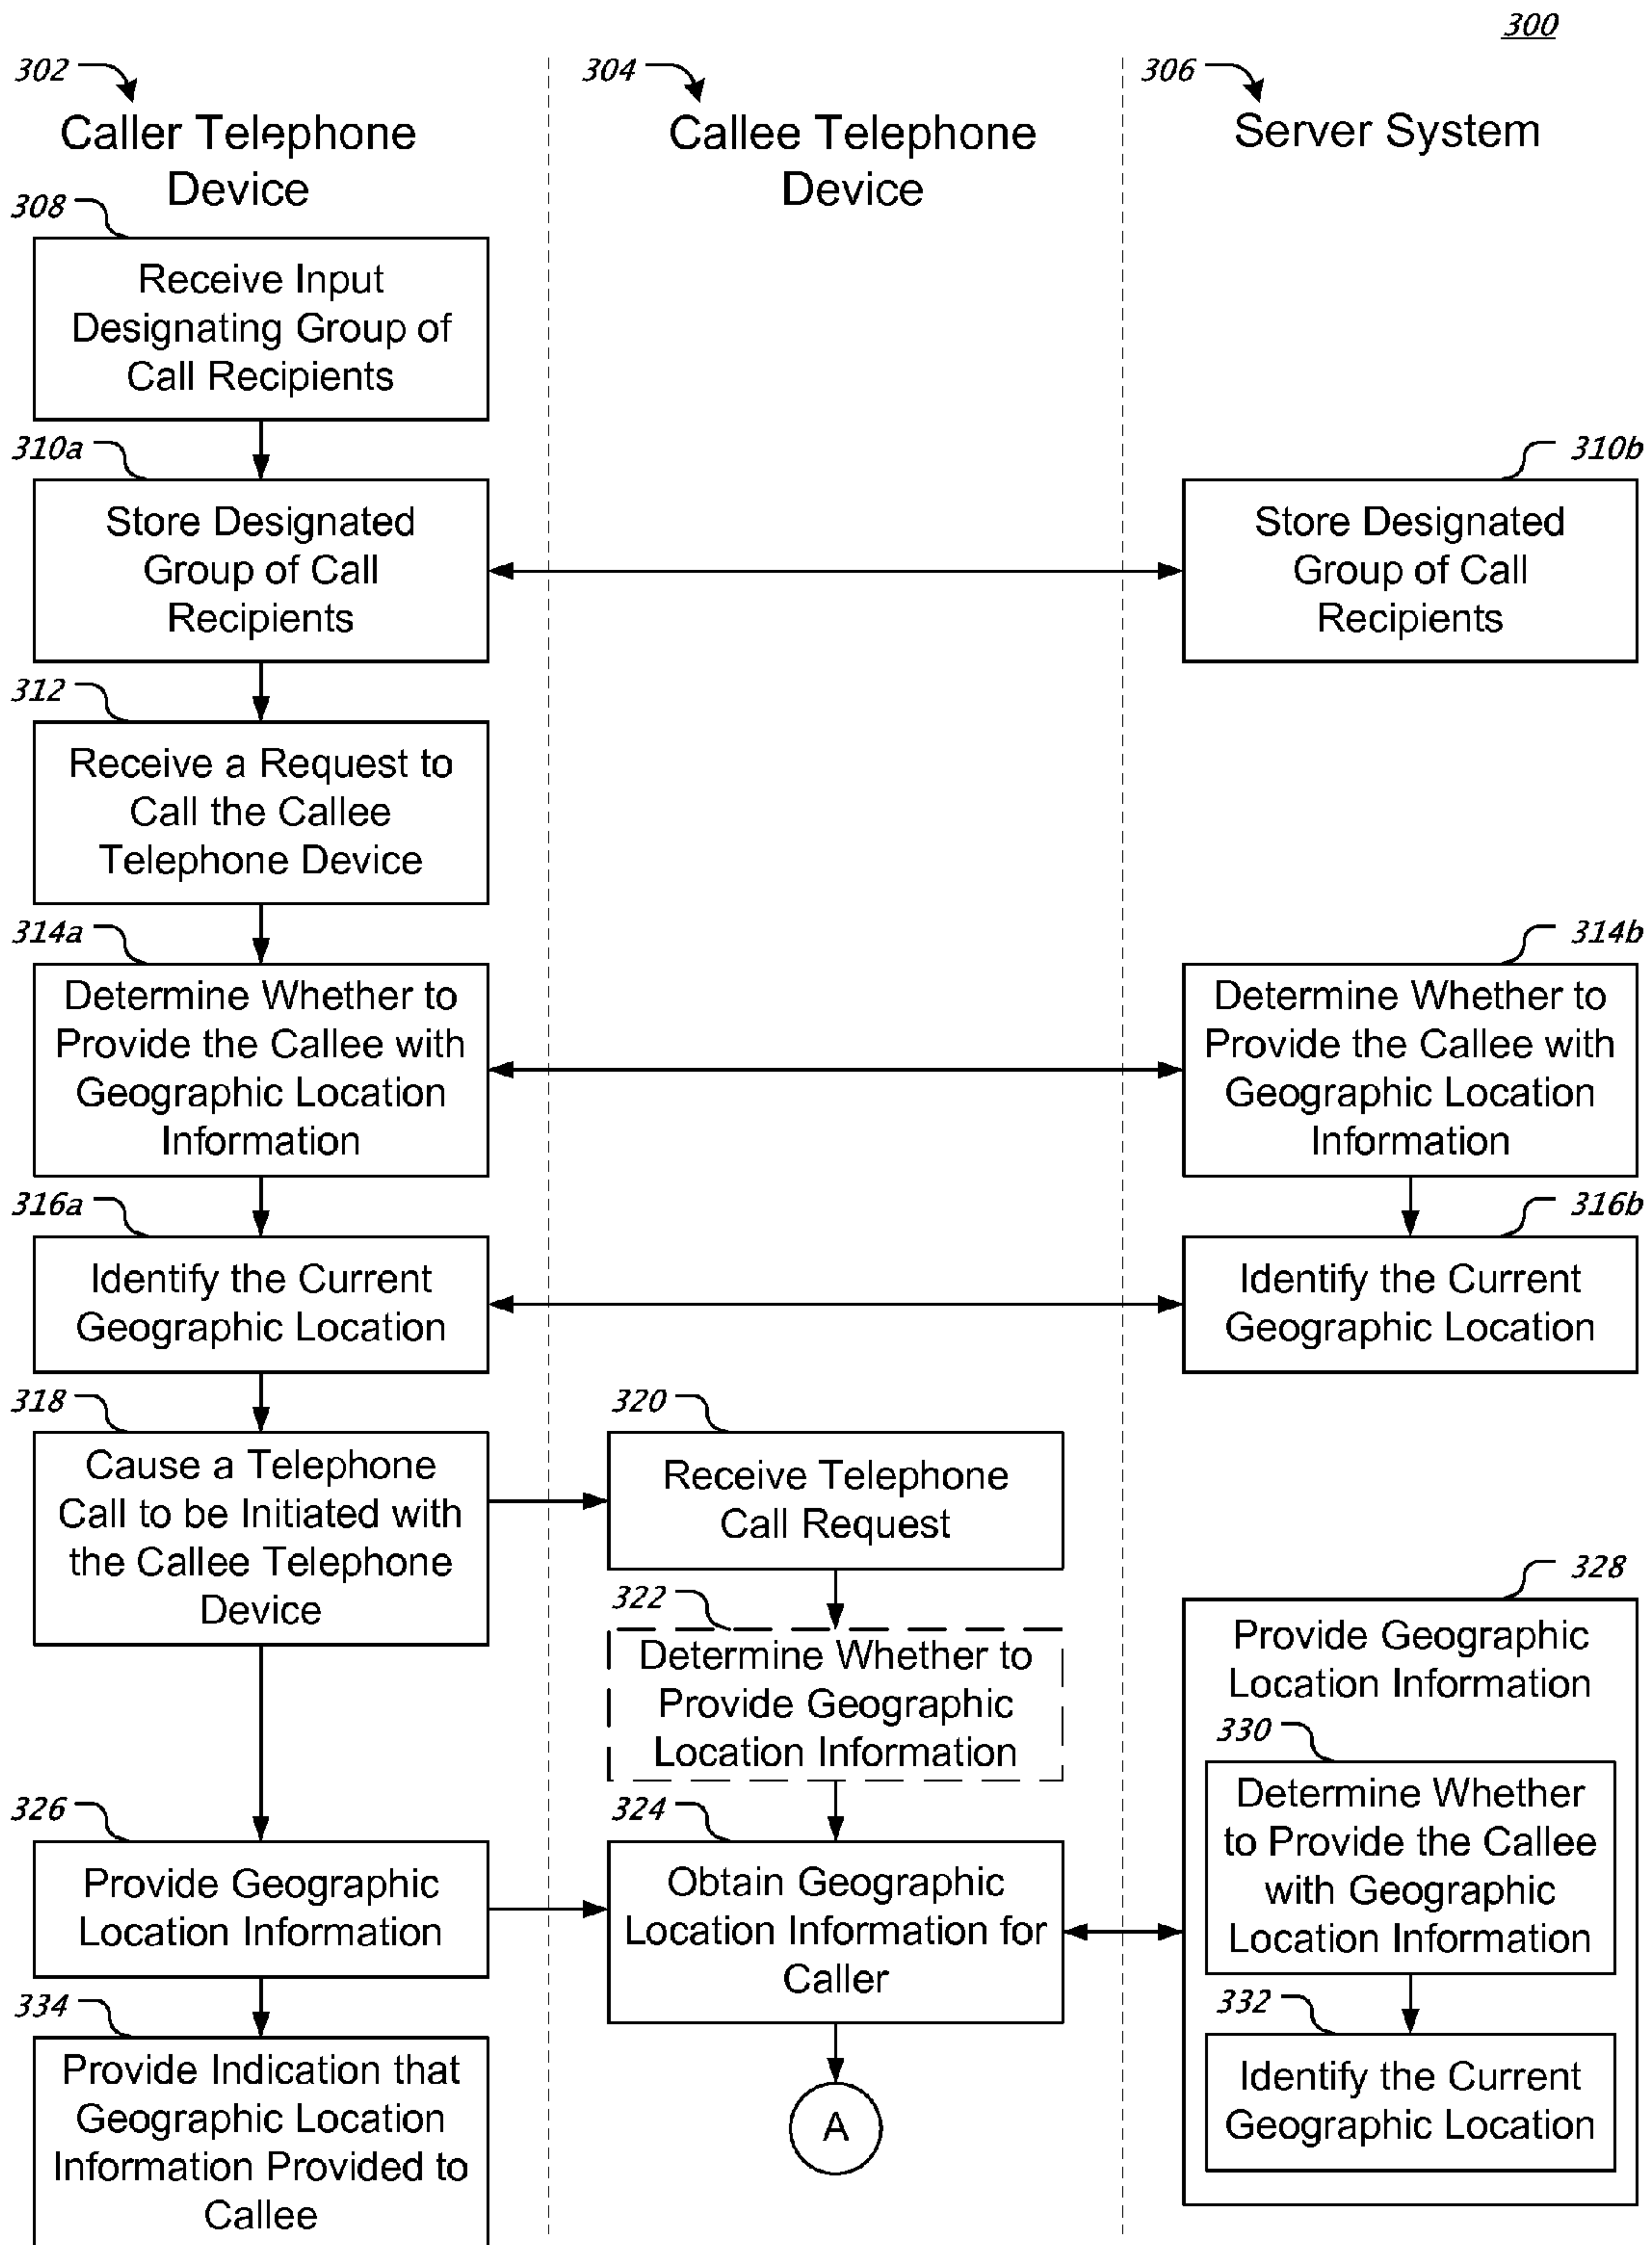 300
302
304
306
Caller Telephone
Device
Callee Telephone
Device
Server System
308
Receive Input
Designating Group of
Call Recipients
310a
Store Designated
Group of Call
Recipients
310b
Store Designated
Group of Call
Recipients
312
Receive a Request to
Call the Callee
Telephone Device
314a
Determine Whether to
Provide the Callee with
Geographic Location
Information
314b
Determine Whether to
Provide the Callee with
Geographic Location
Information
316a
Identify the Current
Geographic Location
316b
Identify the Current
Geographic Location
318
Cause a Telephone
Call to be Initiated with
the Callee Telephone
Device
320
Receive Telephone
Call Request
322
Determine Whether to
Provide Geographic
Location Information
328
Provide Geographic
Location Information
330
Determine Whether
to Provide the Callee
with Geographic
Location Information
326
Provide Geographic
Location Information
324
Obtain Geographic
Location Information for
Caller
332
Identify the Current
Geographic Location
334
Provide Indication that
Geographic Location
Information Provided to
Callee
A